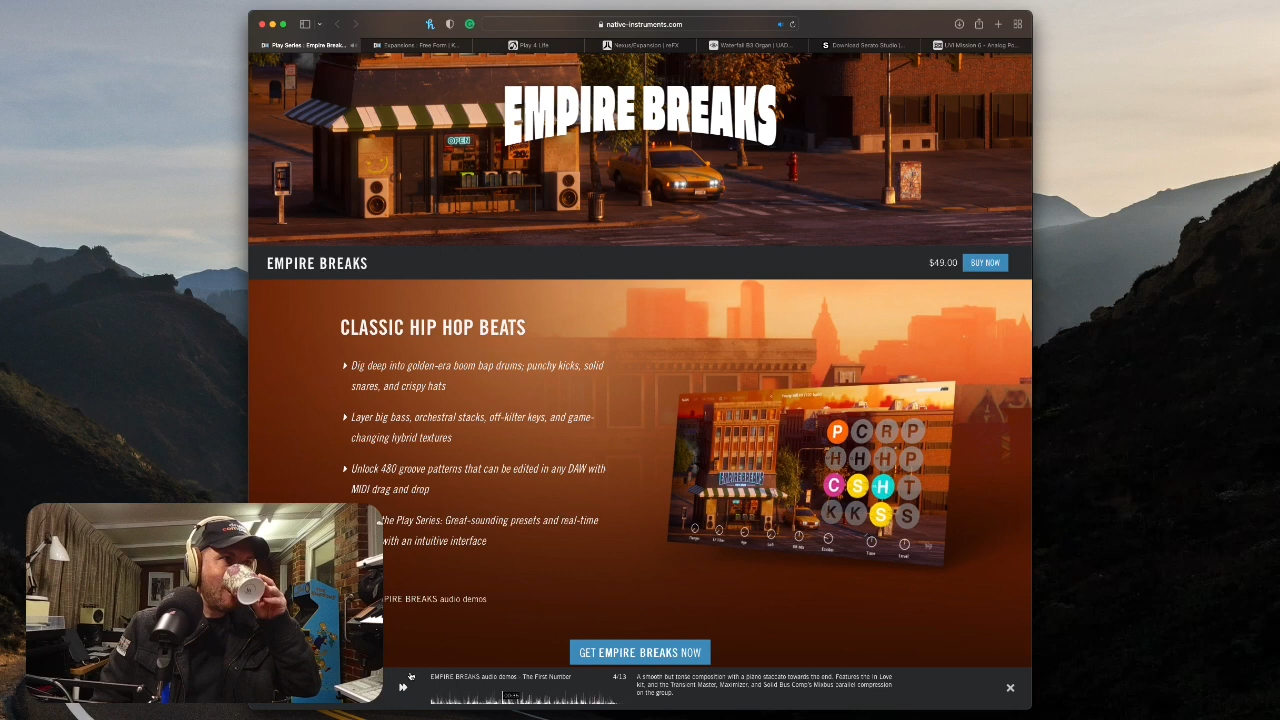 native-instruments.com
Play Series : Empire Break...
Expansions : Free Form | K...
Play 4 Life
Nexus/Expansion | reFX
Waterfall B3 Organ | UAD...
Download Serato Studio |...
UVI Mission 6 - Analog Po...
OPEN
EMPIRE BREAKS
EMPIRE BREAKS
$49.00
BUY NOW
CLASSIC HIP HOP BEATS
Dig deep into golden-era boom bap drums; punchy kicks, solid
snares, and crispy hats
Layer big bass, orchestral stacks, off-kilter keys, and game-
changing hybrid textures
Unlock 480 groove patterns that can be edited in any DAW with
MIDI drag and drop
the Play Series: Great-sounding presets and real-time
with an intuitive interface
EMPIRE BREAKS
P C R P
H H H P
C S H T
K K S S
PIRE BREAKS audio demos
GET EMPIRE BREAKS NOW
EMPIRE BREAKS audio demos - The First Number
4/13
A smooth but tense composition with a piano staccato towards the end. Features the In Love
kit, and the Transient Master, Maximizer, and Solid Bus Comp's Mixbus parallel compression
on the group.